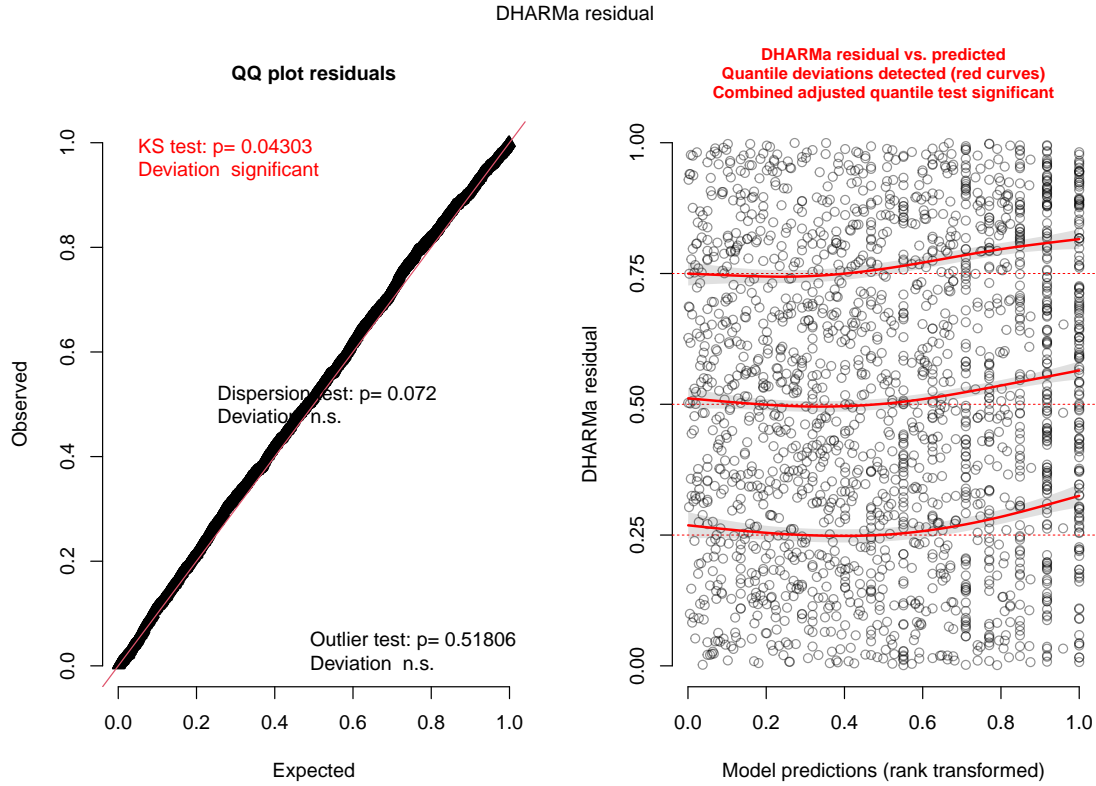 DHARMa residual
QQ plot residuals
KS test: p= 0.04303
Deviation  significant
Dispersion test: p= 0.072
Deviation  n.s.
Outlier test: p= 0.51806
Deviation  n.s.
Observed
1.0
0.8
0.6
0.4
0.2
0.0
0.0 0.2 0.4 0.6 0.8 1.0
Expected
DHARMa residual vs. predicted
Quantile deviations detected (red curves)
Combined adjusted quantile test significant
DHARMa residual
1.00
0.75
0.50
0.25
0.00
0.0 0.2 0.4 0.6 0.8 1.0
Model predictions (rank transformed)